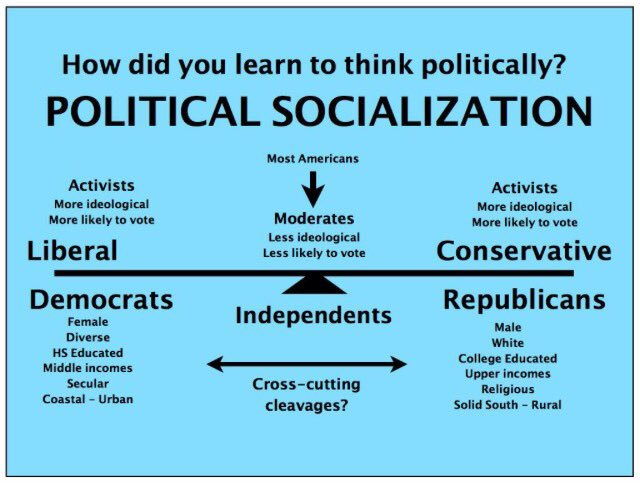 How did you learn to think politically?
POLITICAL SOCIALIZATION
Most Americans
Activists
More ideological
More likely to vote
Liberal
Moderates
Less ideological
Less likely to vote
Activists
More ideological
More likely to vote
Conservative
Democrats
Female
Diverse
HS Educated
Middle incomes
Secular
Coastal – Urban
Independents
Cross-cutting
cleavages?
Republicans
Male
White
College Educated
Upper incomes
Religious
Solid South – Rural